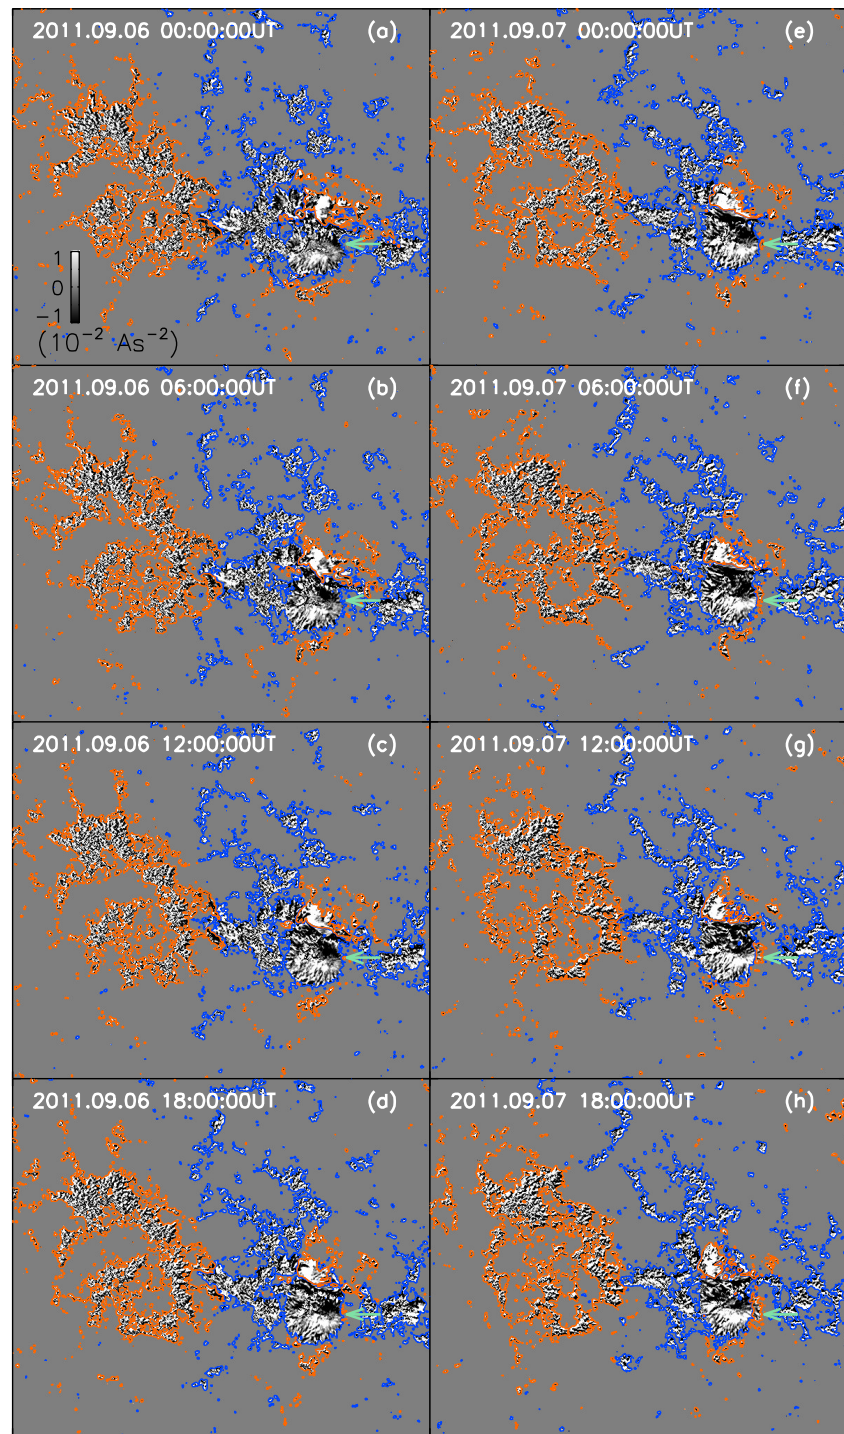 2011.09.06 00:00:00UT (a)
1
0
−1
(10⁻² As⁻²)
2011.09.07 00:00:00UT (e)
2011.09.06 06:00:00UT (b)
2011.09.07 06:00:00UT (f)
2011.09.06 12:00:00UT (c)
2011.09.07 12:00:00UT (g)
2011.09.06 18:00:00UT (d)
2011.09.07 18:00:00UT (h)